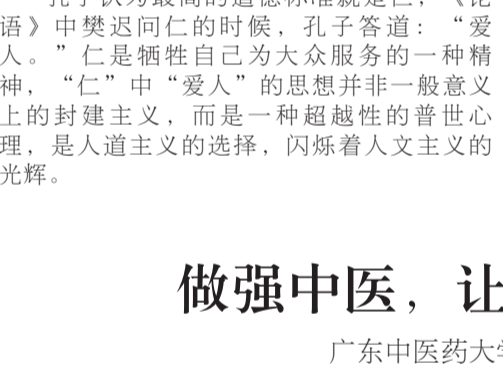 语》中樊迟问仁的时候，孔子答道：“爱
人。”仁是牺牲自己为大众服务的一种精
神，“仁”中“爱人”的思想并非一般意义
上的封建主义，而是一种超越性的普世心
理，是人道主义的选择，闪烁着人文主义的
光辉。
做强中医，让
广东中医药大